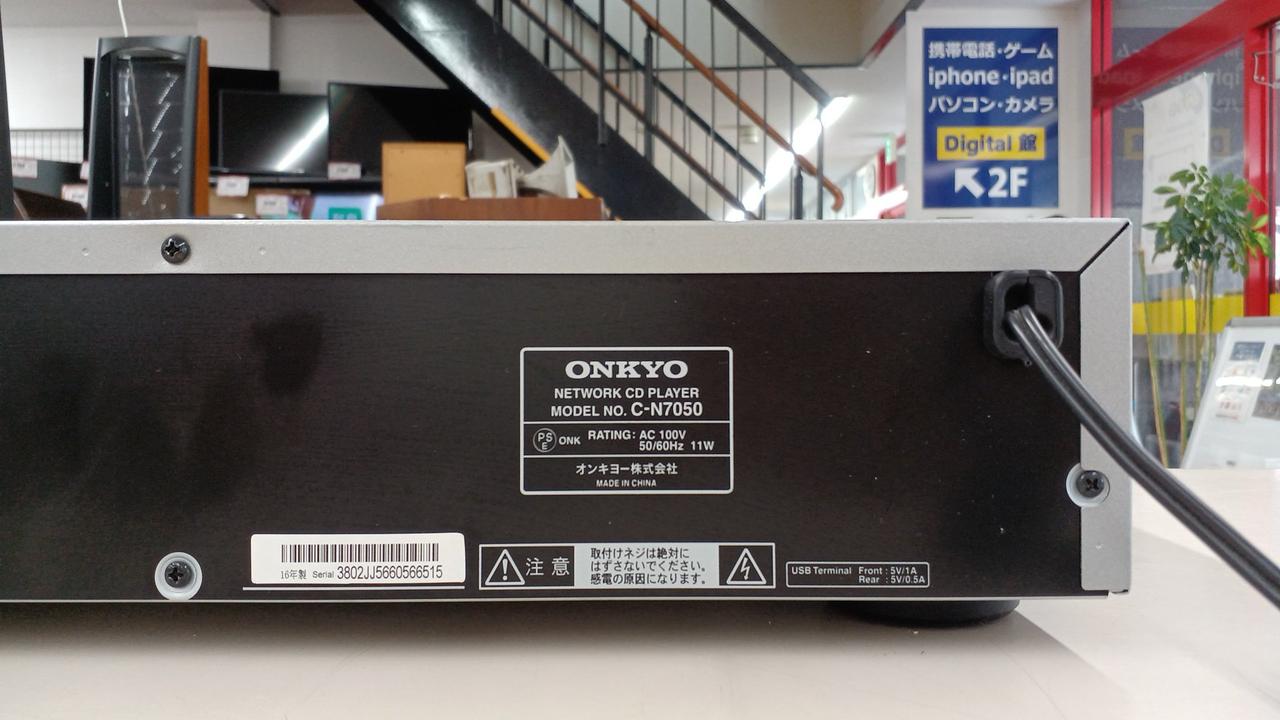 携帯電話・ゲーム
iphone・ipad
パソコン・カメラ
Digital 館
2F
ONKYO
NETWORK CD PLAYER
MODEL NO. C-N7050
PS
E
ONK
RATING: AC 100V
50/60Hz 11W
オンキヨー株式会社
MADE IN CHINA
16年製 Serial 3802JJ5660566515
注意
取付けネジは絶対に
はずさないでください。
感電の原因になります。
USB Terminal Front : 5V/1A
Rear : 5V/0.5A